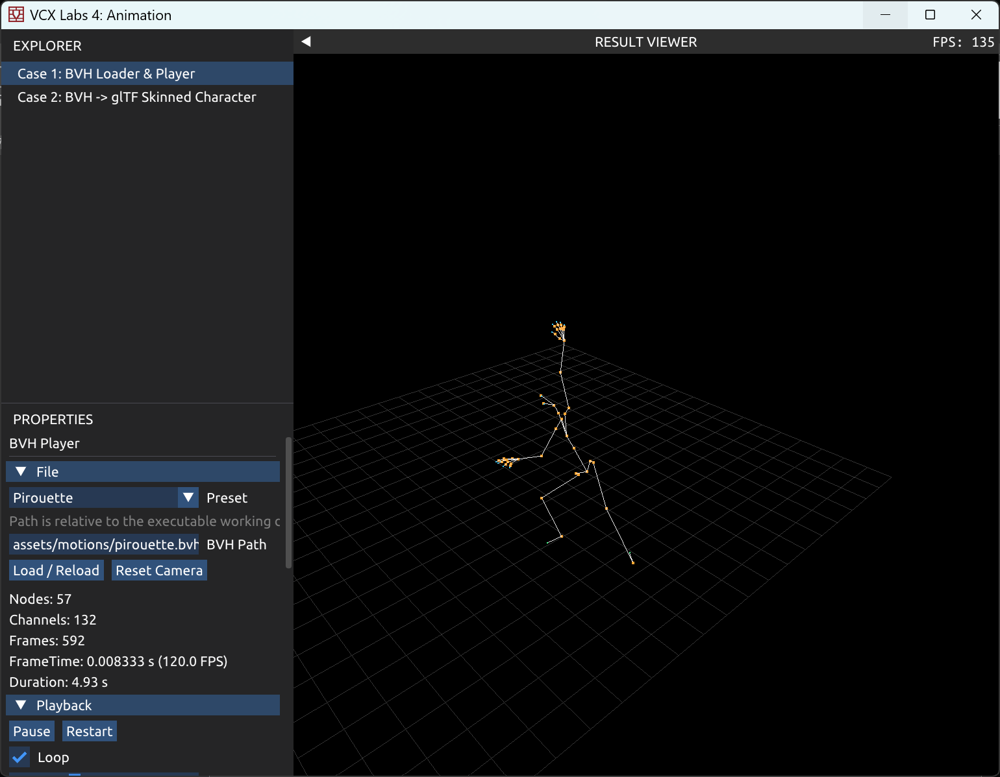 VCX Labs 4: Animation
EXPLORER
RESULT VIEWER
FPS: 135
Case 1: BVH Loader & Player
Case 2: BVH -> glTF Skinned Character
PROPERTIES
BVH Player
File
Pirouette
Preset
Path is relative to the executable working
assets/motions/pirouette.bvh
BVH Path
Load / Reload
Reset Camera
Nodes: 57
Channels: 132
Frames: 592
FrameTime: 0.008333 s (120.0 FPS)
Duration: 4.93 s
Playback
Pause
Restart
Loop